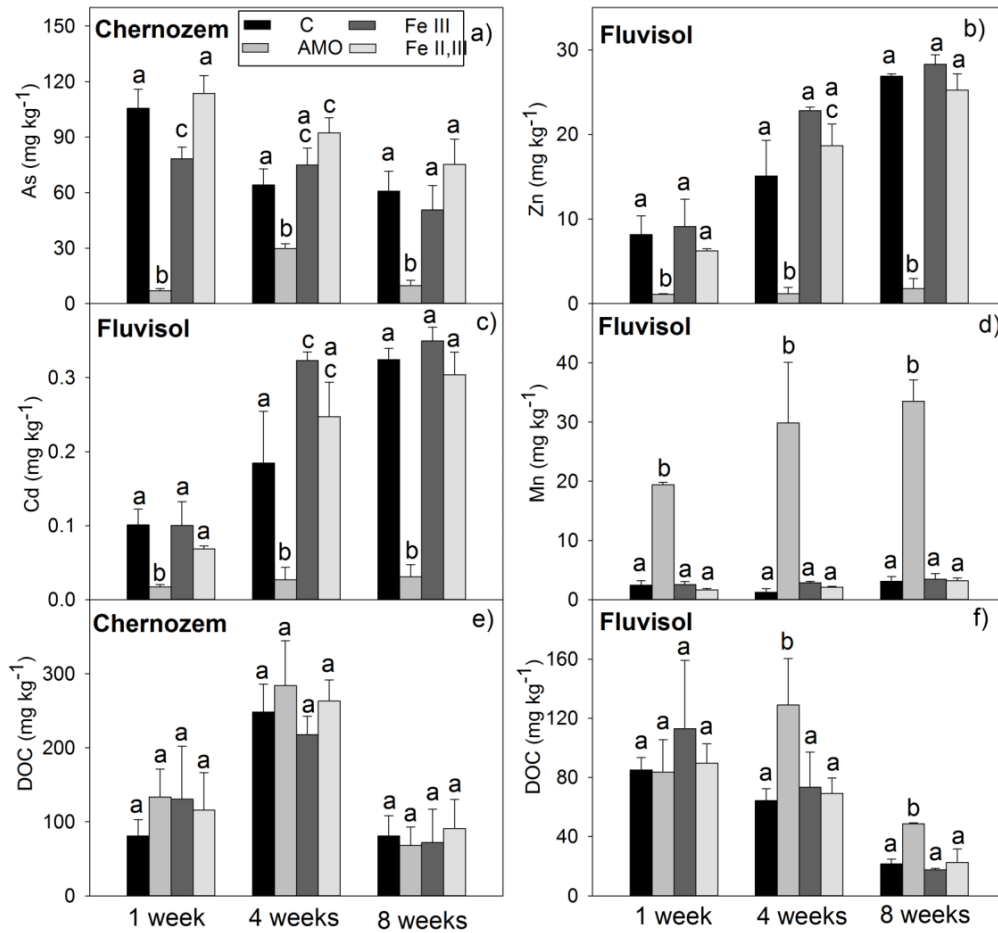 Chernozem
C
Fe III
AMO
Fe II,III
a)
150
120
90
60
30
0
As (mg kg-1)
a b c a
a b a c c
a b a a
Fluvisol
b)
30
20
10
0
Zn (mg kg-1)
a b a a
a b a a c
a b a a
Fluvisol
c)
0.3
0.2
0.1
0.0
Cd (mg kg-1)
a b a a
a b c a c
a b a a
Fluvisol
d)
40
30
20
10
0
Mn (mg kg-1)
a b a a
a b a a
a b a a
Chernozem
e)
300
200
100
0
DOC (mg kg-1)
a a a a
a a a a
a a a a
1 week 4 weeks 8 weeks
Fluvisol
f)
160
120
80
40
0
DOC (mg kg-1)
a a a a
a b a a
a b a a
1 week 4 weeks 8 weeks